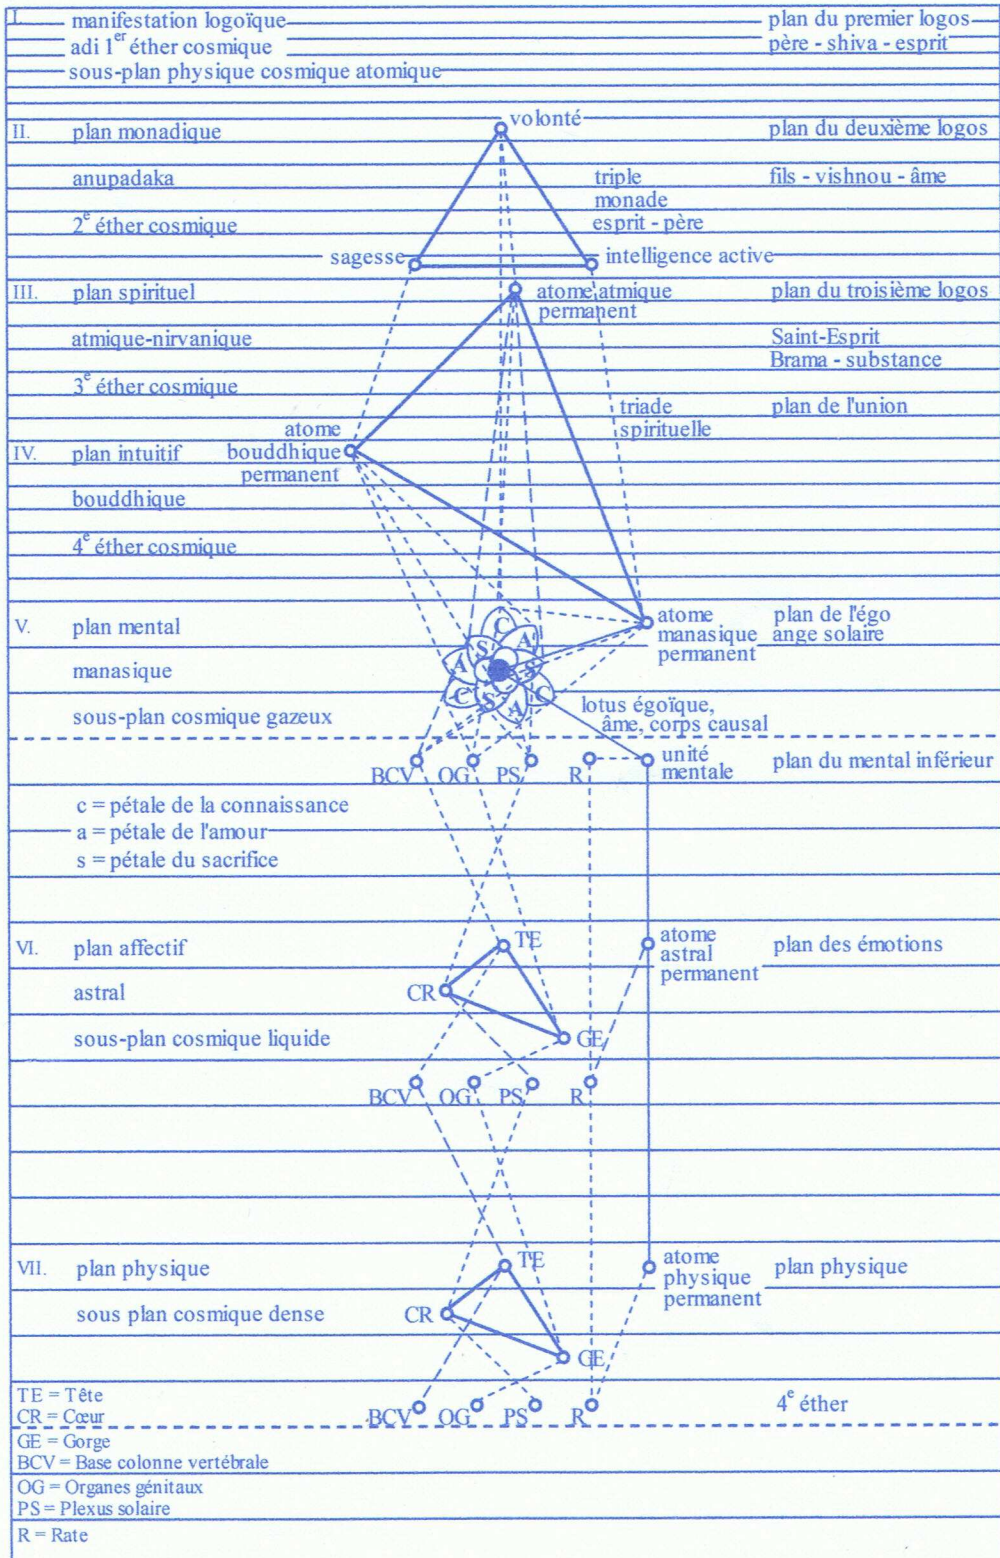 I. manifestation logoïque
plan du premier logos
adi 1er éther cosmique
père - shiva - esprit
sous-plan physique cosmique atomique
volonté
II. plan monadique
plan du deuxième logos
anupadaka
triple
monade
esprit - père
fils - vishnou - âme
2e éther cosmique
sagesse
intelligence active
III. plan spirituel
atome atmique
permanent
plan du troisième logos
atmique-nirvanique
Saint-Esprit
Brama - substance
3e éther cosmique
triade
spirituelle
plan de l'union
IV. plan intuitif
atome
bouddhique
permanent
bouddhique
4e éther cosmique
V. plan mental
atome
manasique
permanent
plan de l'égo
ange solaire
C
A
S
A
S
C
S
A
C
manasique
sous-plan cosmique gazeux
lotus égoïque,
âme, corps causal
BCV OG PS R
unité
mentale
plan du mental inférieur
c = pétale de la connaissance
a = pétale de l'amour
s = pétale du sacrifice
VI. plan affectif
TE
atome
astral
permanent
plan des émotions
astral
CR
sous-plan cosmique liquide
GE
BCV OG PS R
VII. plan physique
TE
atome
physique
permanent
plan physique
sous plan cosmique dense
CR
GE
BCV OG PS R
4e éther
TE = Tête
CR = Cœur
GE = Gorge
BCV = Base colonne vertébrale
OG = Organes génitaux
PS = Plexus solaire
R = Rate